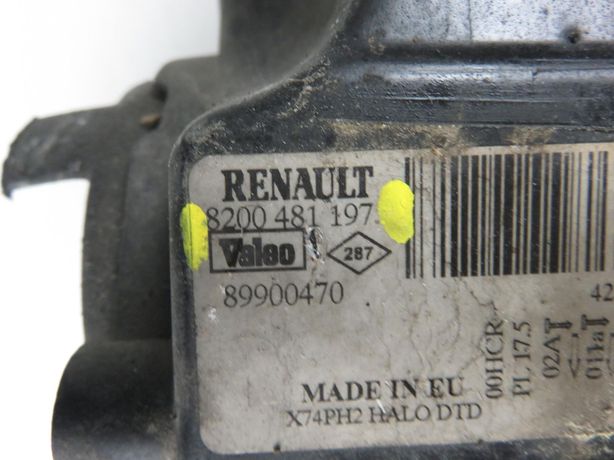 RENAULT
8200 481 197
Valeo
287
89900470
MADE IN EU
X74PH2 HALO DTD
42
00HCR
PL 17.5
02A